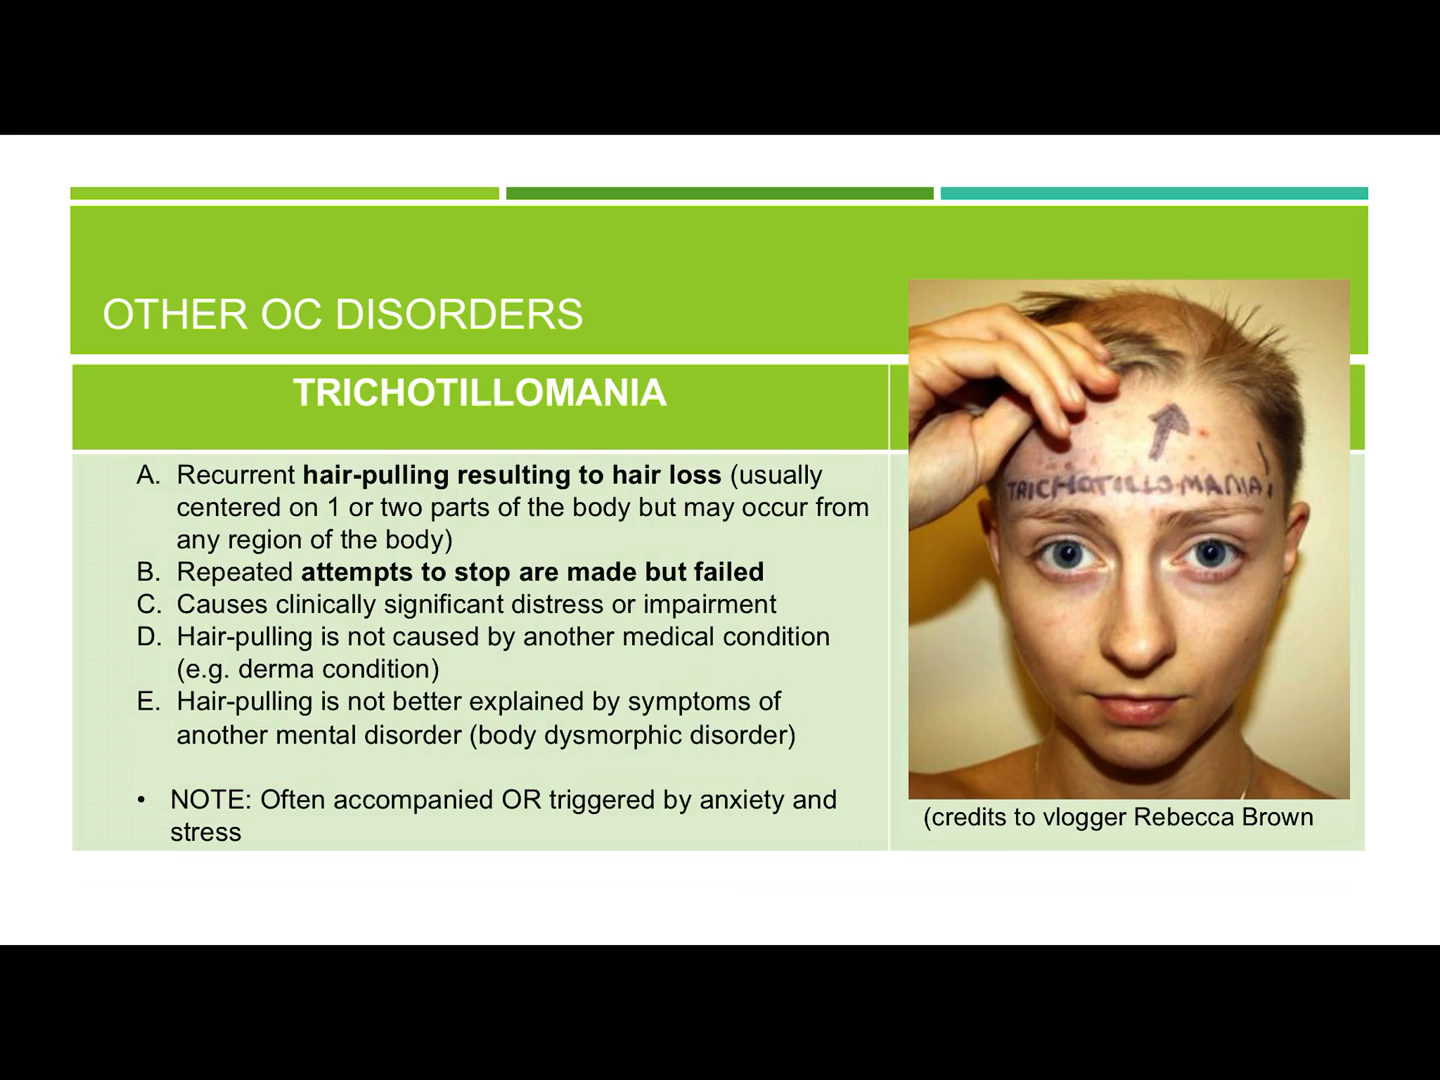 OTHER OC DISORDERS
TRICHOTILLOMANIA
A. Recurrent hair-pulling resulting to hair loss (usually
centered on 1 or two parts of the body but may occur from
any region of the body)
B. Repeated attempts to stop are made but failed
C. Causes clinically significant distress or impairment
D. Hair-pulling is not caused by another medical condition
(e.g. derma condition)
E. Hair-pulling is not better explained by symptoms of
another mental disorder (body dysmorphic disorder)
• NOTE: Often accompanied OR triggered by anxiety and
stress
TRICHOTILLOMANIA
(credits to vlogger Rebecca Brown